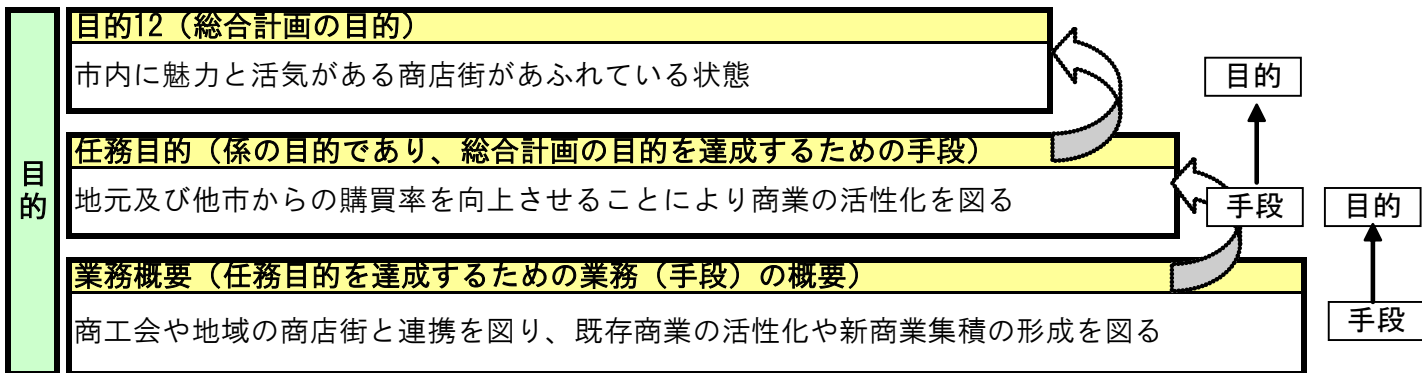 目的12（総合計画の目的）
市内に魅力と活気がある商店街があふれている状態
目的
任務目的（係の目的であり、総合計画の目的を達成するための手段）
目的
地元及び他市からの購買率を向上させることにより商業の活性化を図る
手段
目的
業務概要（任務目的を達成するための業務（手段）の概要）
商工会や地域の商店街と連携を図り、既存商業の活性化や新商業集積の形成を図る
手段